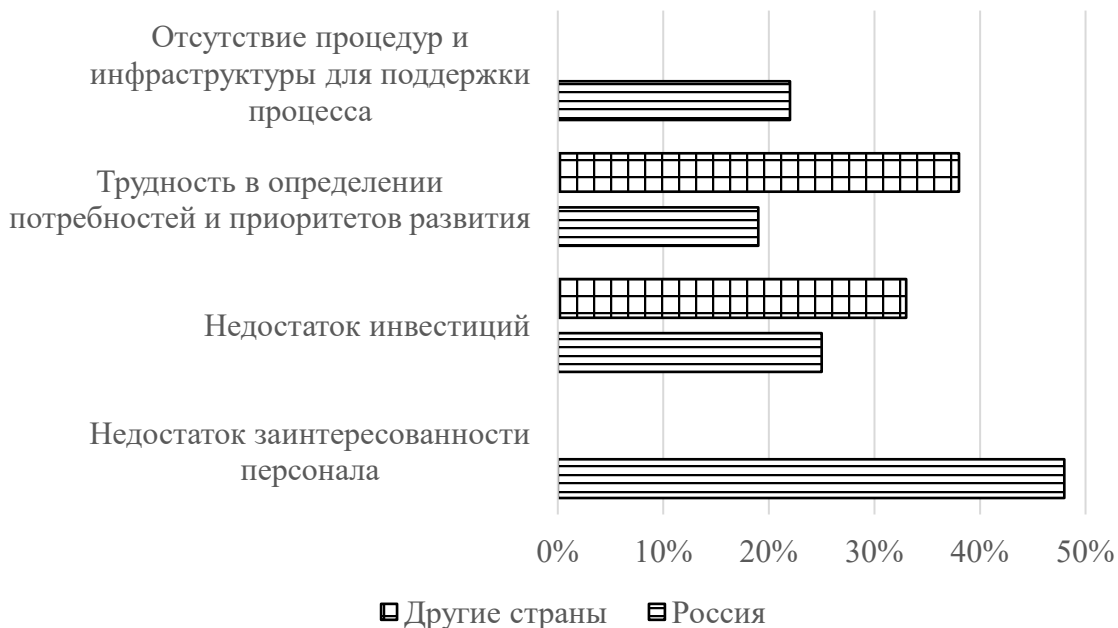 Отсутствие процедур и
инфраструктуры для поддержки
процесса
Трудность в определении
потребностей и приоритетов развития
Недостаток инвестиций
Недостаток заинтересованности
персонала
0% 10% 20% 30% 40% 50%
Другие страны Россия